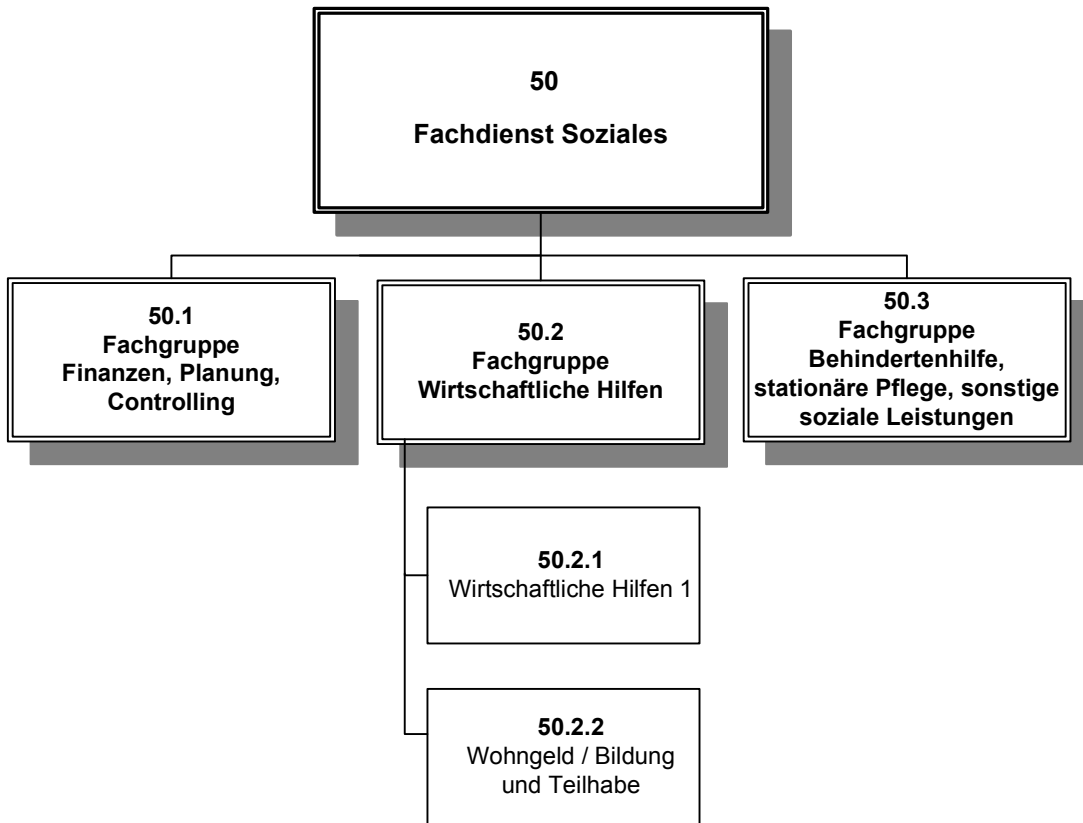 50
Fachdienst Soziales
50.1
Fachgruppe
Finanzen, Planung,
Controlling
50.2
Fachgruppe
Wirtschaftliche Hilfen
50.3
Fachgruppe
Behindertenhilfe,
stationäre Pflege, sonstige
soziale Leistungen
50.2.1
Wirtschaftliche Hilfen 1
50.2.2
Wohngeld / Bildung
und Teilhabe